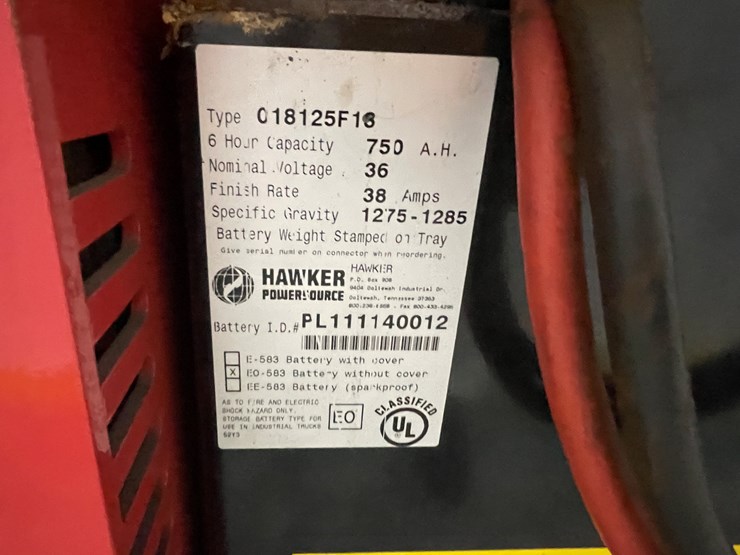 Type 018125F13
6 Hour Capacity 750 A.H.
Nominal Voltage 36
Finish Rate 38 Amps
Specific Gravity 1275-1285
Battery Weight Stamped on Tray
Give serial number on connector when reordering.
HAWKER
POWERSOURCE
HAWKER
P.O. Box 928
9404 Ooltewah Industrial Dr.
Ooltewah, Tennessee 37363
Battery I.D.# PL111140012
E-583 Battery with cover
X EO-583 Battery without cover
EE-583 Battery (sparkproof)
AS TO FIRE AND ELECTRIC
SHOCK HAZARD ONLY.
STORAGE BATTERY TYPE FOR EO
USE IN INDUSTRIAL TRUCKS
62Y3
CLASSIFIED
UL